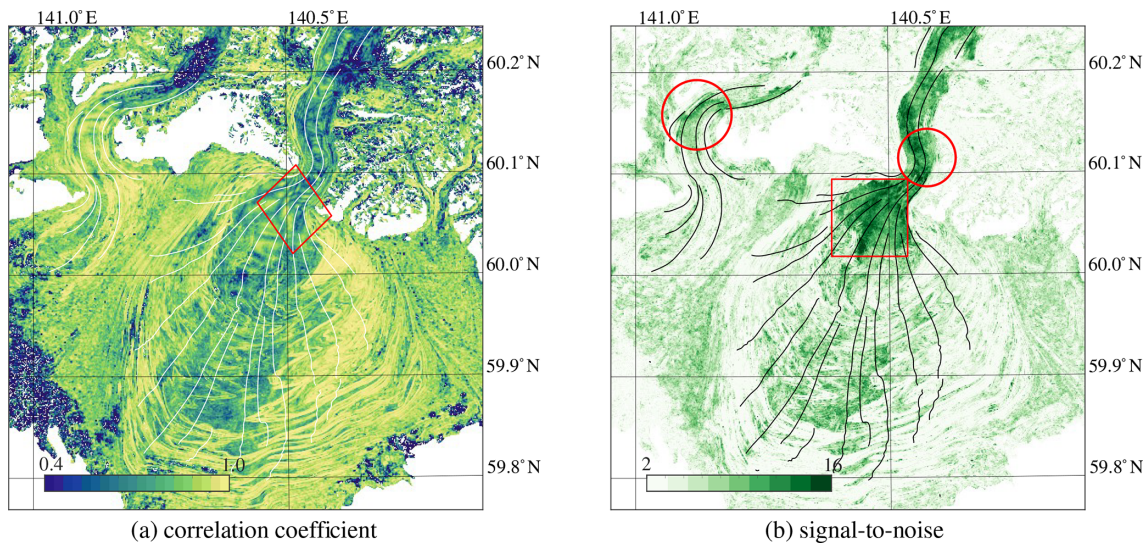 141.0°E 140.5°E 141.0°E 140.5°E
60.2°N 60.2°N
60.1°N 60.1°N
60.0°N 60.0°N
59.9°N 59.9°N
0.4 1.0 2 16
59.8°N 59.8°N
(a) correlation coefficient (b) signal-to-noise